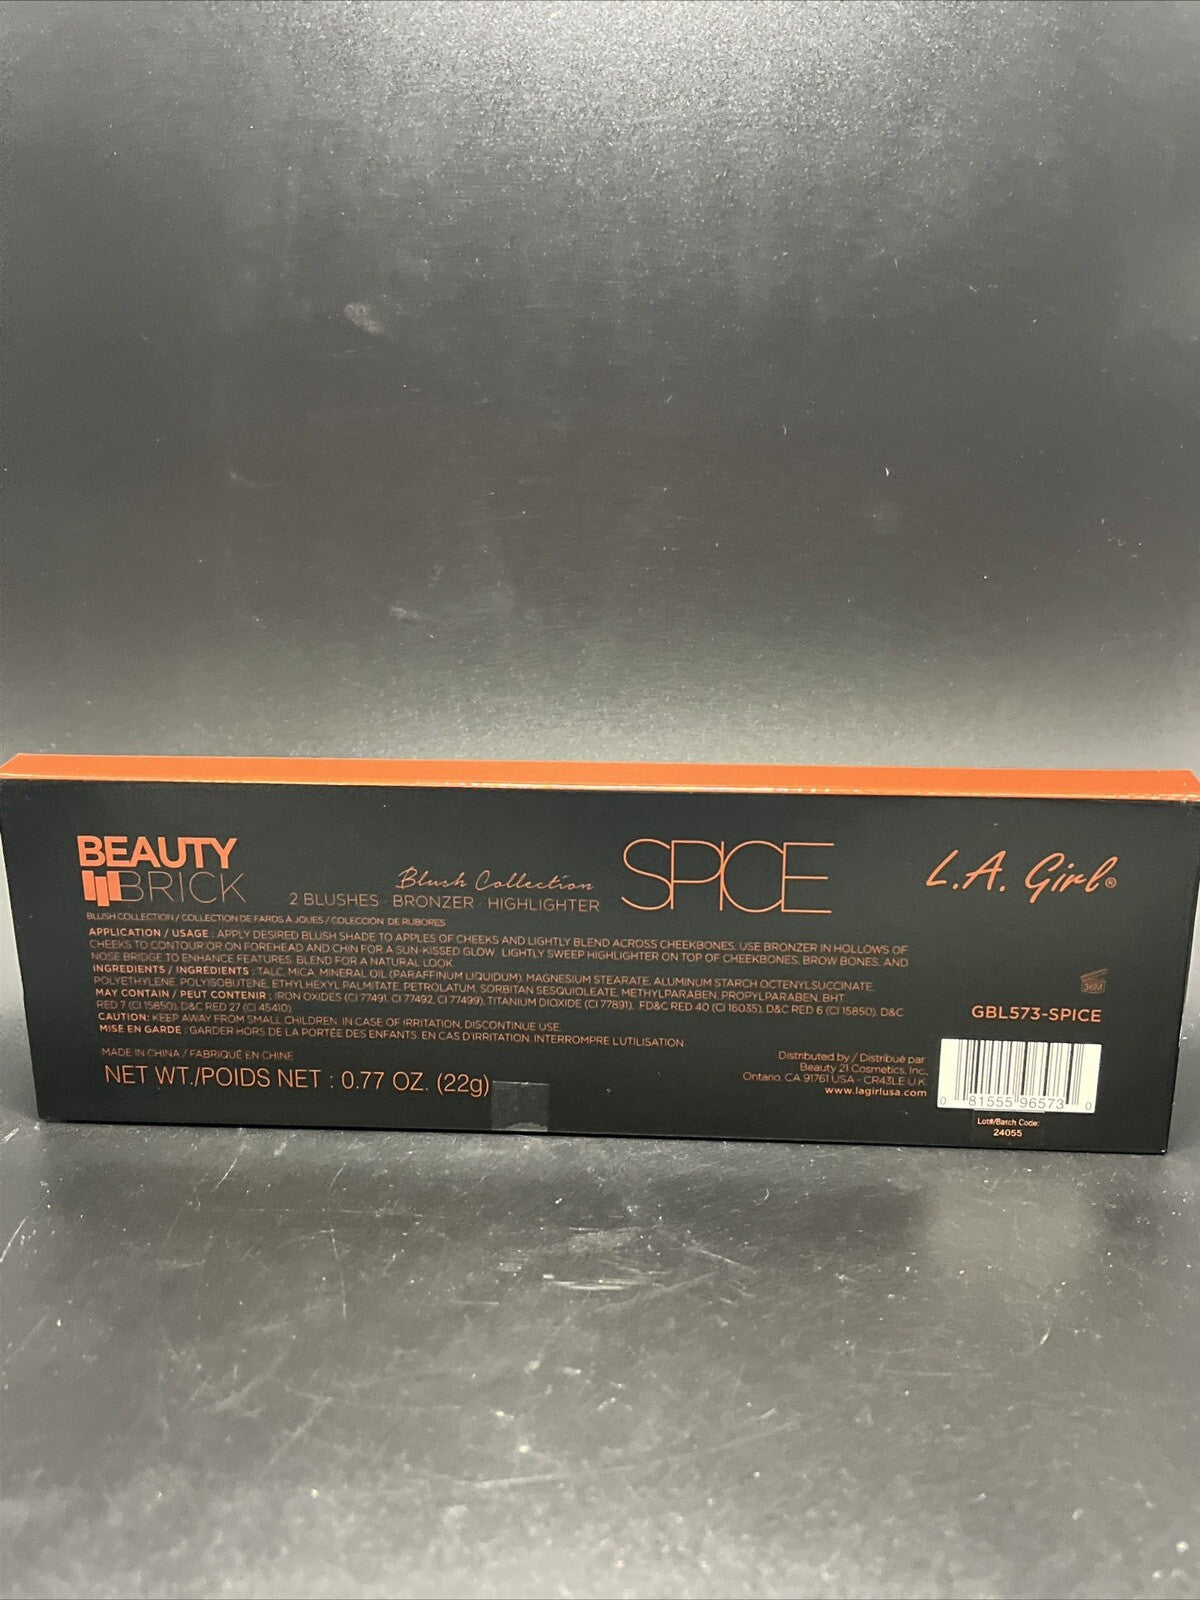 BEAUTY
BRICK
Blush Collection
2 BLUSHES · BRONZER · HIGHLIGHTER
SPICE
L.A. Girl®
BLUSH COLLECTION / COLLECTION DE FARDS À JOUES / COLECCIÓN DE RUBORES
APPLICATION / USAGE : APPLY DESIRED BLUSH SHADE TO APPLES OF CHEEKS AND LIGHTLY BLEND ACROSS CHEEKBONES. USE BRONZER IN HOLLOWS OF
CHEEKS TO CONTOUR OR ON FOREHEAD AND CHIN FOR A SUN-KISSED GLOW. LIGHTLY SWEEP HIGHLIGHTER ON TOP OF CHEEKBONES, BROW BONES, AND
NOSE BRIDGE TO ENHANCE FEATURES. BLEND FOR A NATURAL LOOK.
INGREDIENTS / INGREDIENTS : TALC, MICA, MINERAL OIL (PARAFFINUM LIQUIDUM), MAGNESIUM STEARATE, ALUMINUM STARCH OCTENYLSUCCINATE,
POLYETHYLENE, POLYISOBUTENE, ETHYLHEXYL PALMITATE, PETROLATUM, SORBITAN SESQUIOLEATE, METHYLPARABEN, PROPYLPARABEN, BHT
MAY CONTAIN / PEUT CONTENIR : IRON OXIDES (CI 77491, CI 77492, CI 77499), TITANIUM DIOXIDE (CI 77891), FD&C RED 40 (CI 16035), D&C RED 6 (CI 15850), D&C
RED 7 (CI 15850), D&C RED 27 (CI 45410)
CAUTION: KEEP AWAY FROM SMALL CHILDREN. IN CASE OF IRRITATION, DISCONTINUE USE.
MISE EN GARDE : GARDER HORS DE LA PORTÉE DES ENFANTS. EN CAS D'IRRITATION, INTERROMPRE L'UTILISATION.
MADE IN CHINA / FABRIQUÉ EN CHINE
NET WT./POIDS NET : 0.77 OZ. (22g)
Distributed by / Distribué par
Beauty 21 Cosmetics, Inc.
Ontario, CA 91761 USA · CR43LE U.K.
www.lagirlusa.com
36M
GBL573-SPICE
0 81555 96573 0
Lot#/Batch Code:
24055